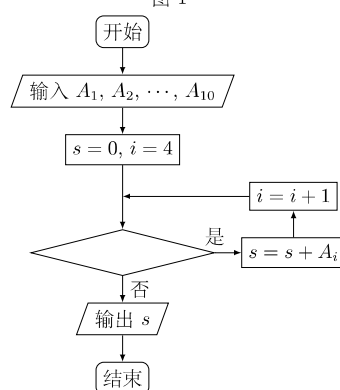 图 1
开始
输入 A₁, A₂, ⋯, A₁₀
s = 0, i = 4
i = i + 1
是
s = s + Aᵢ
否
输出 s
结束